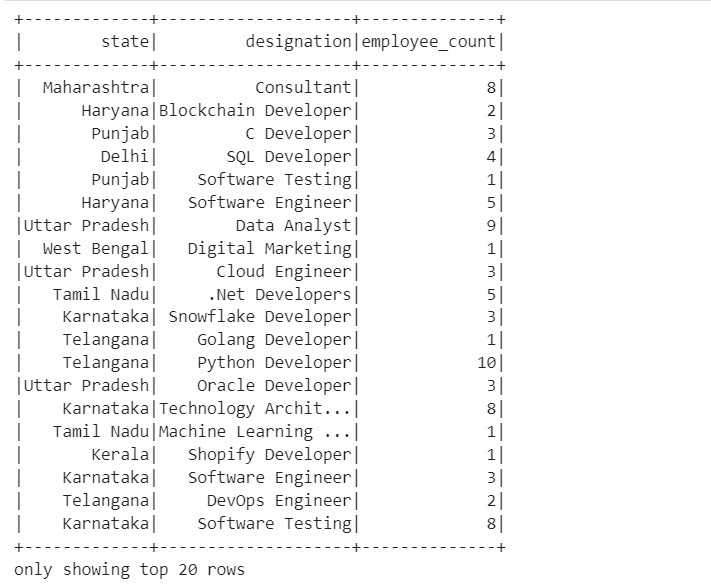 +-------------+--------------------+--------------+
|        state|         designation|employee_count|
+-------------+--------------------+--------------+
|  Maharashtra|          Consultant|             8|
|      Haryana|Blockchain Developer|             2|
|       Punjab|         C Developer|             3|
|        Delhi|       SQL Developer|             4|
|       Punjab|    Software Testing|             1|
|      Haryana|   Software Engineer|             5|
|Uttar Pradesh|        Data Analyst|             9|
|  West Bengal|   Digital Marketing|             1|
|Uttar Pradesh|      Cloud Engineer|             3|
|   Tamil Nadu|     .Net Developers|             5|
|    Karnataka| Snowflake Developer|             3|
|    Telangana|    Golang Developer|             1|
|    Telangana|    Python Developer|            10|
|Uttar Pradesh|    Oracle Developer|             3|
|    Karnataka|Technology Archit...|             8|
|   Tamil Nadu|Machine Learning ...|             1|
|       Kerala|   Shopify Developer|             1|
|    Karnataka|   Software Engineer|             3|
|    Telangana|     DevOps Engineer|             2|
|    Karnataka|    Software Testing|             8|
+-------------+--------------------+--------------+
only showing top 20 rows